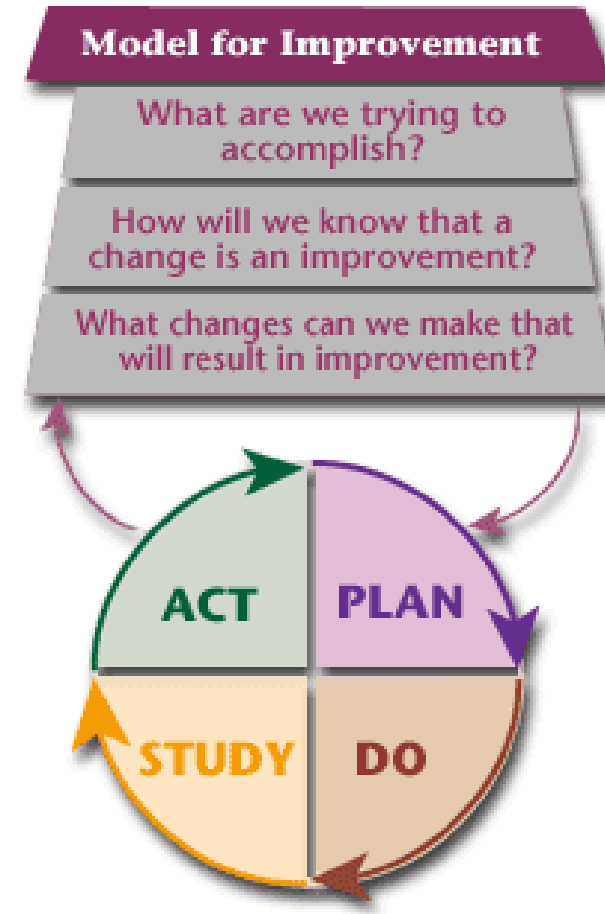 Model for Improvement
What are we trying to
accomplish?
How will we know that a
change is an improvement?
What changes can we make that
will result in improvement?
ACT
PLAN
STUDY
DO